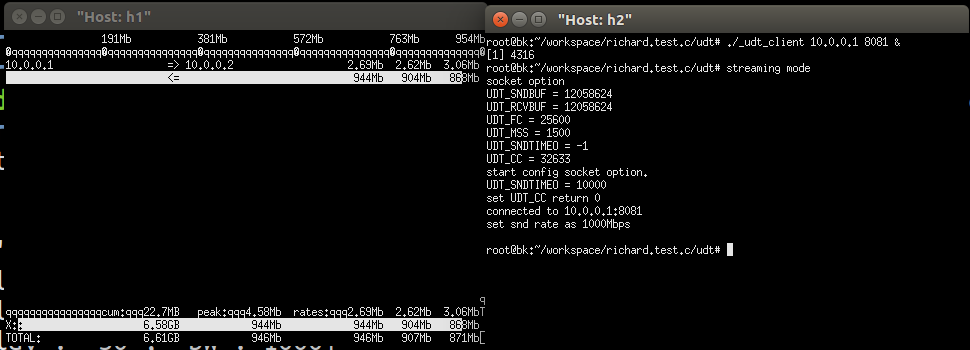 "Host: h1"
191Mb 381Mb 572Mb 763Mb 954Mb
10.0.0.1 => 10.0.0.2 2.69Mb 2.62Mb 3.06Mb
<= 944Mb 904Mb 868Mb
q
qqqqqqqqqqqqqqqqcum:qqq22.7MB peak:qqq4.58Mb rates:qqq2.69Mb 2.62Mb 3.06MbT
X:: 6.58GB 944Mb 944Mb 904Mb 868Mb
TOTAL: 6.61GB 946Mb 946Mb 907Mb 871Mb[
"Host: h2"
root@bk:~/workspace/richard.test.c/udt# ./_udt_client 10.0.0.1 8081 &
[1] 4316
root@bk:~/workspace/richard.test.c/udt# streaming mode
socket option
UDT_SNDBUF = 12058624
UDT_RCVBUF = 12058624
UDT_FC = 25600
UDT_MSS = 1500
UDT_SNDTIMEO = -1
UDT_CC = 32633
start config socket option.
UDT_SNDTIMEO = 10000
set UDT_CC return 0
connected to 10.0.0.1:8081
set snd rate as 1000Mbps
root@bk:~/workspace/richard.test.c/udt#